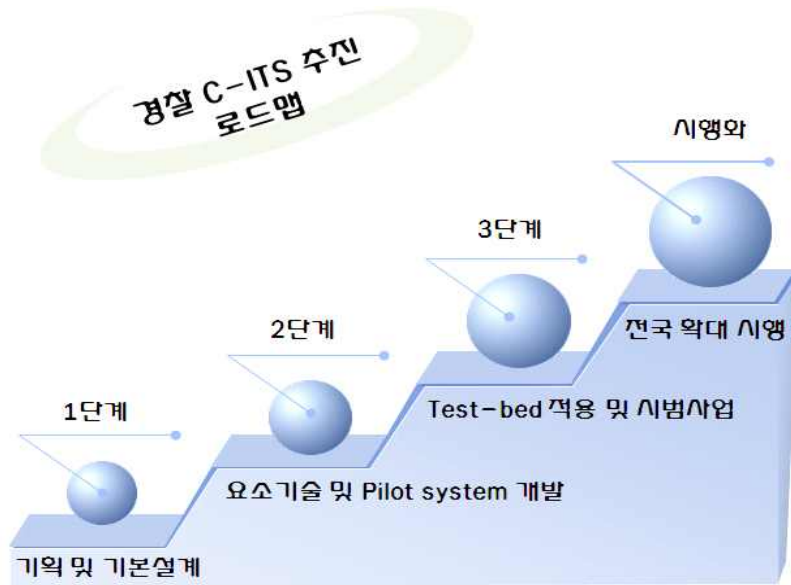 경찰 C-ITS 추진
로드맵
시행화
3단계
전국 확대 시행
2단계
Test-bed 적용 및 시범사업
1단계
요소기술 및 Pilot system 개발
기획 및 기본설계